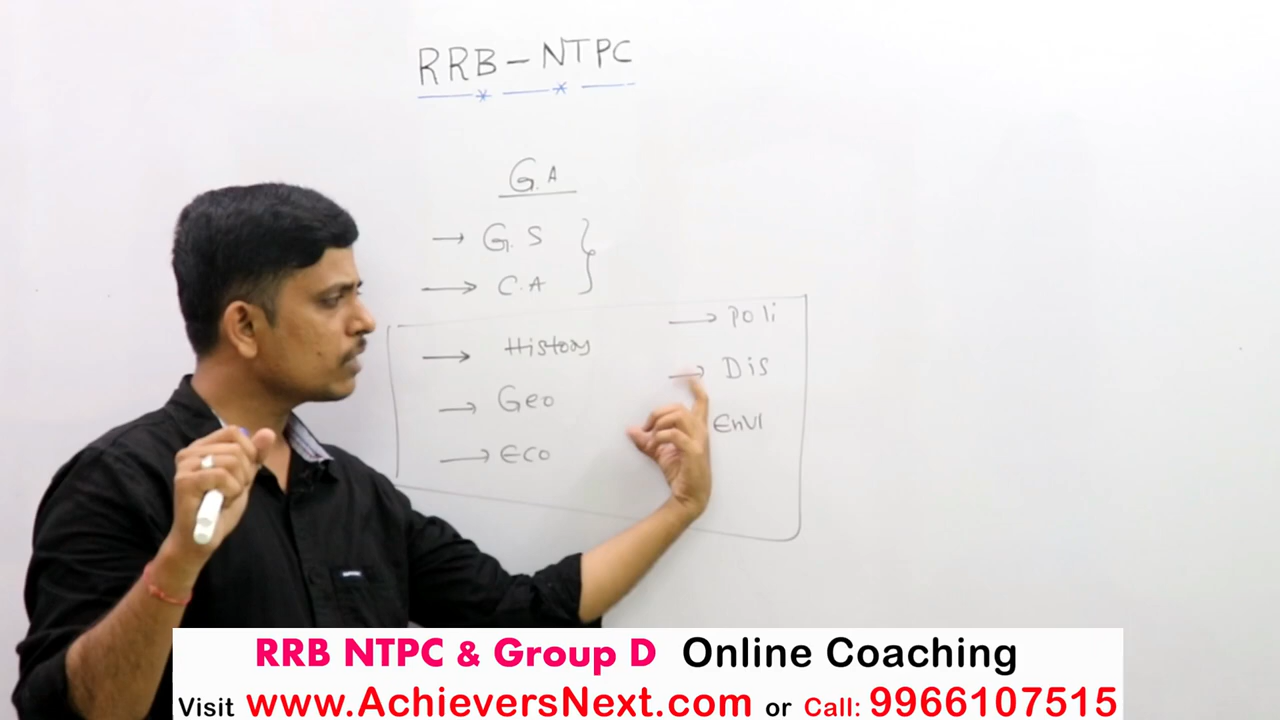 RRB-NTPC
G.A
→ G.S
→ C.A
→ History
→ Geo
→ Eco
→ Poli
→ Dis
Envi
RRB NTPC & Group D Online Coaching
Visit www.AchieversNext.com or Call: 9966107515